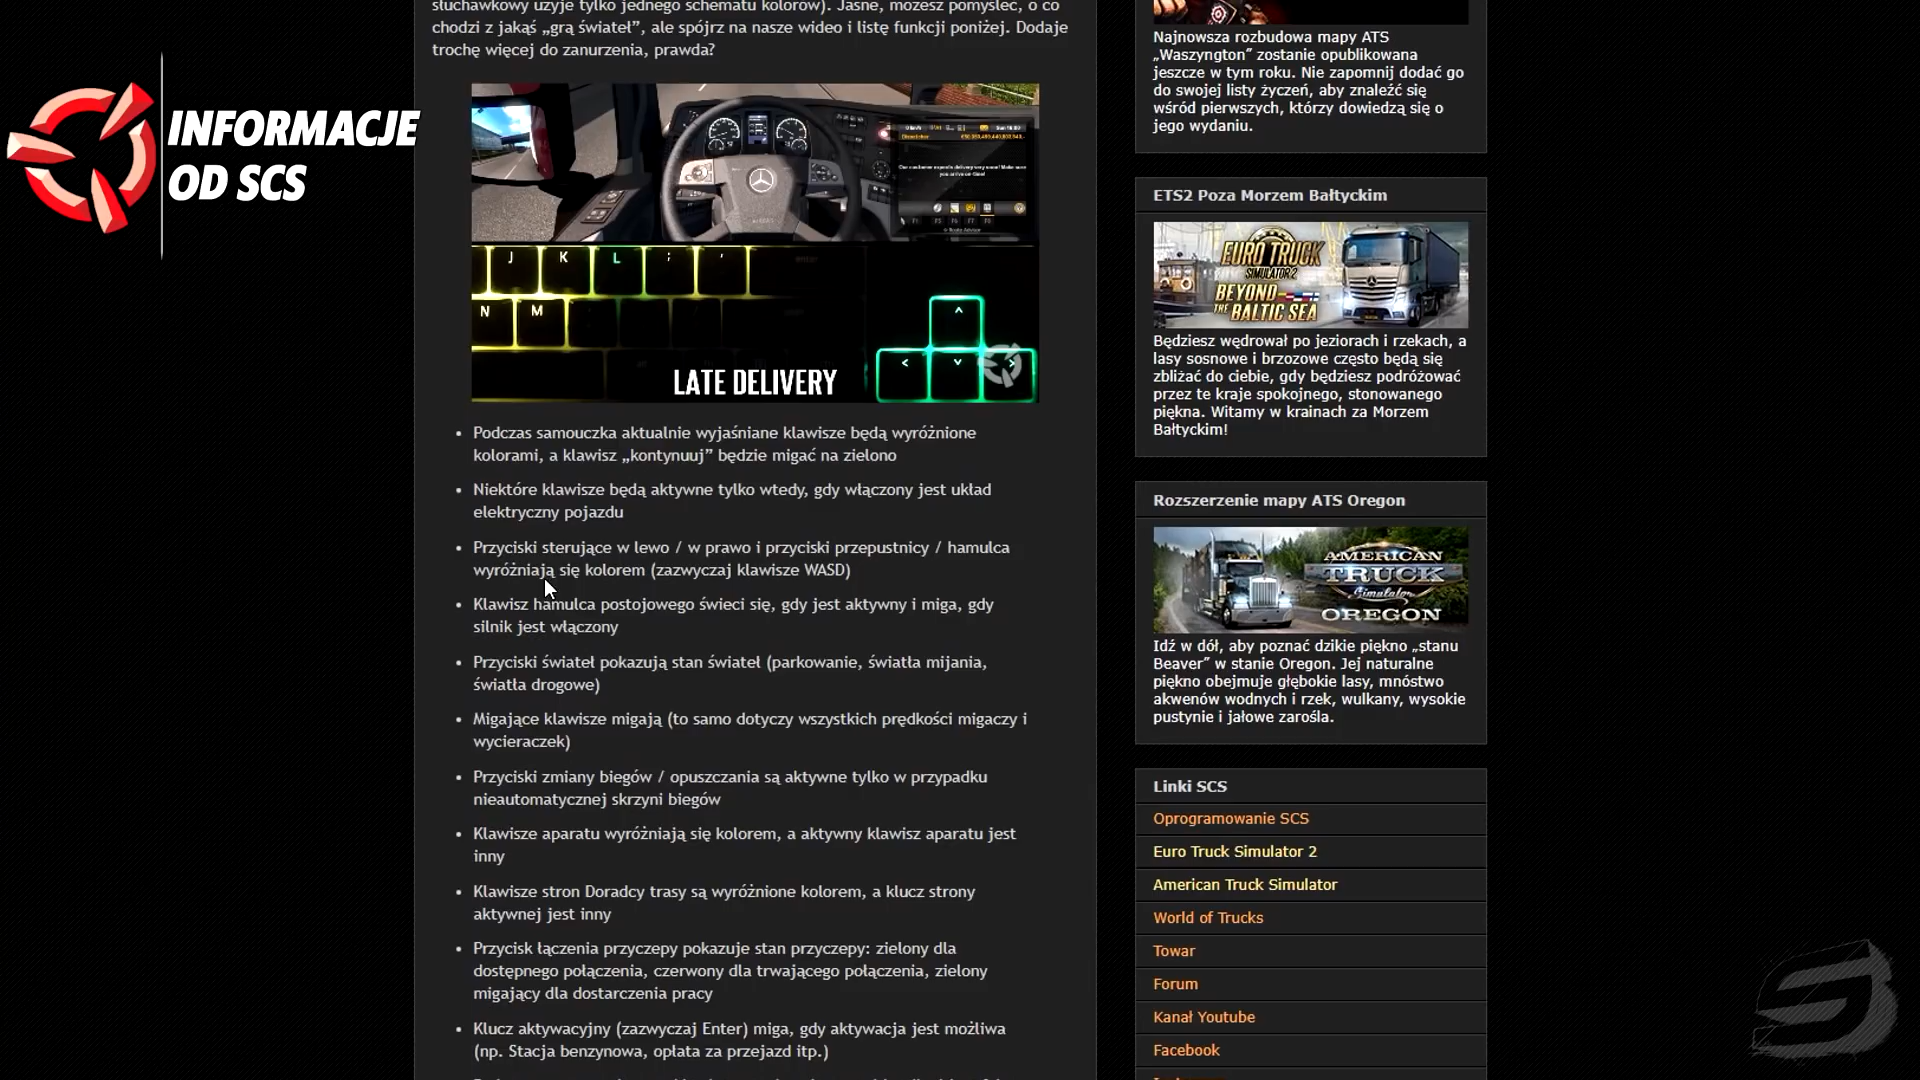 słuchawkowy użyje tylko jednego schematu kolorów). Jasne, możesz pomyśleć, o co
chodzi z jakąś „grą świateł”, ale spójrz na nasze wideo i listę funkcji poniżej. Dodaje
trochę więcej do zanurzenia, prawda?
INFORMACJE
OD SCS
Our customer expects delivery very soon! Make sure
you arrive on time!
Route Advisor
J K L ; ' enter
N M
^
< ˅ >
LATE DELIVERY
• Podczas samouczka aktualnie wyjaśniane klawisze będą wyróżnione
kolorami, a klawisz „kontynuuj” będzie migać na zielono
• Niektóre klawisze będą aktywne tylko wtedy, gdy włączony jest układ
elektryczny pojazdu
• Przyciski sterujące w lewo / w prawo i przyciski przepustnicy / hamulca
wyróżniają się kolorem (zazwyczaj klawisze WASD)
• Klawisz hamulca postojowego świeci się, gdy jest aktywny i miga, gdy
silnik jest włączony
• Przyciski świateł pokazują stan świateł (parkowanie, światła mijania,
światła drogowe)
• Migające klawisze migają (to samo dotyczy wszystkich prędkości migaczy i
wycieraczek)
• Przyciski zmiany biegów / opuszczania są aktywne tylko w przypadku
nieautomatycznej skrzyni biegów
• Klawisze aparatu wyróżniają się kolorem, a aktywny klawisz aparatu jest
inny
• Klawisze stron Doradcy trasy są wyróżnione kolorem, a klucz strony
aktywnej jest inny
• Przycisk łączenia przyczepy pokazuje stan przyczepy: zielony dla
dostępnego połączenia, czerwony dla trwającego połączenia, zielony
migający dla dostarczenia pracy
• Klucz aktywacyjny (zazwyczaj Enter) miga, gdy aktywacja jest możliwa
(np. Stacja benzynowa, opłata za przejazd itp.)
Najnowsza rozbudowa mapy ATS
„Waszyngton” zostanie opublikowana
jeszcze w tym roku. Nie zapomnij dodać go
do swojej listy życzeń, aby znaleźć się
wśród pierwszych, którzy dowiedzą się o
jego wydaniu.
ETS2 Poza Morzem Bałtyckim
EURO TRUCK
SIMULATOR 2
BEYOND
THE BALTIC SEA
Będziesz wędrował po jeziorach i rzekach, a
lasy sosnowe i brzozowe często będą się
zbliżać do ciebie, gdy będziesz podróżować
przez te kraje spokojnego, stonowanego
piękna. Witamy w krainach za Morzem
Bałtyckim!
Rozszerzenie mapy ATS Oregon
AMERICAN
TRUCK
Simulator
OREGON
Idź w dół, aby poznać dzikie piękno „stanu
Beaver” w stanie Oregon. Jej naturalne
piękno obejmuje głębokie lasy, mnóstwo
akwenów wodnych i rzek, wulkany, wysokie
pustynie i jałowe zarośla.
Linki SCS
Oprogramowanie SCS
Euro Truck Simulator 2
American Truck Simulator
World of Trucks
Towar
Forum
Kanał Youtube
Facebook